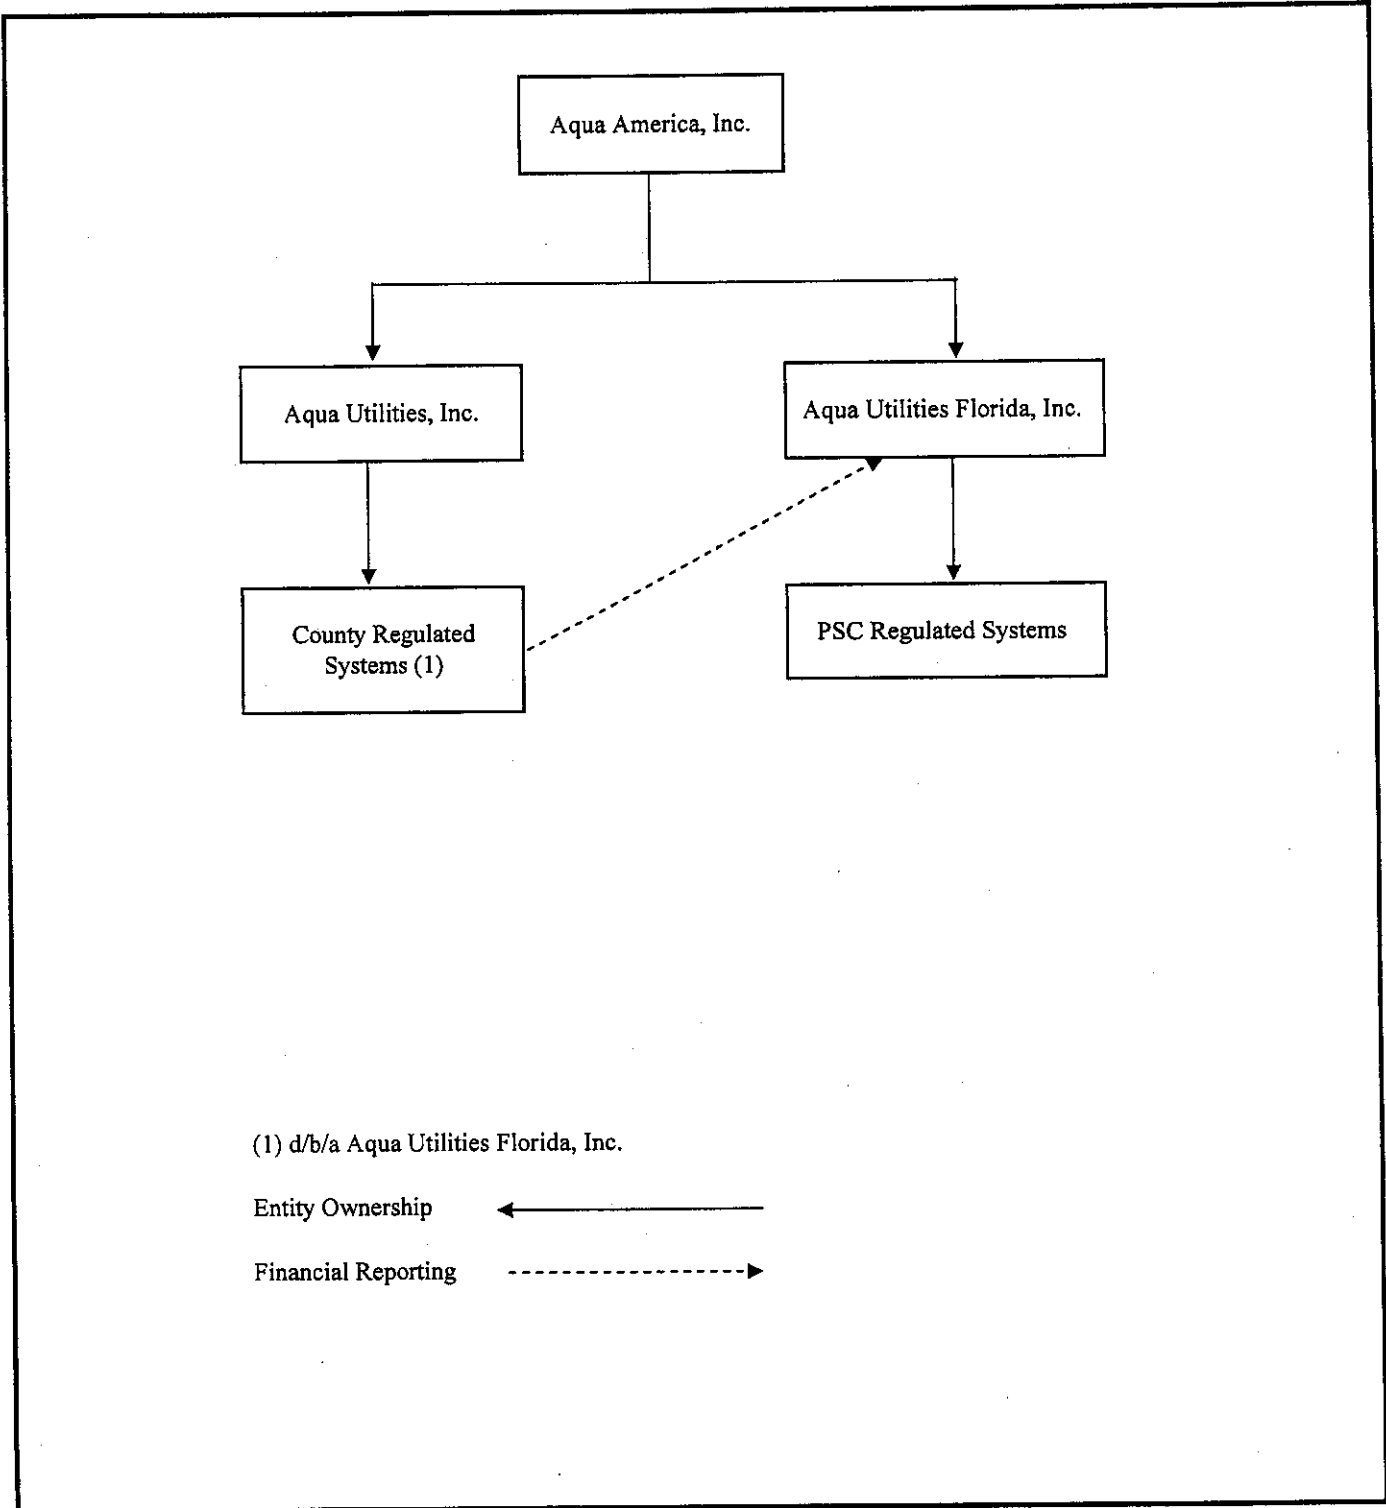 Aqua America, Inc.
Aqua Utilities, Inc.
Aqua Utilities Florida, Inc.
County Regulated
Systems (1)
PSC Regulated Systems
(1) d/b/a Aqua Utilities Florida, Inc.
Entity Ownership
Financial Reporting